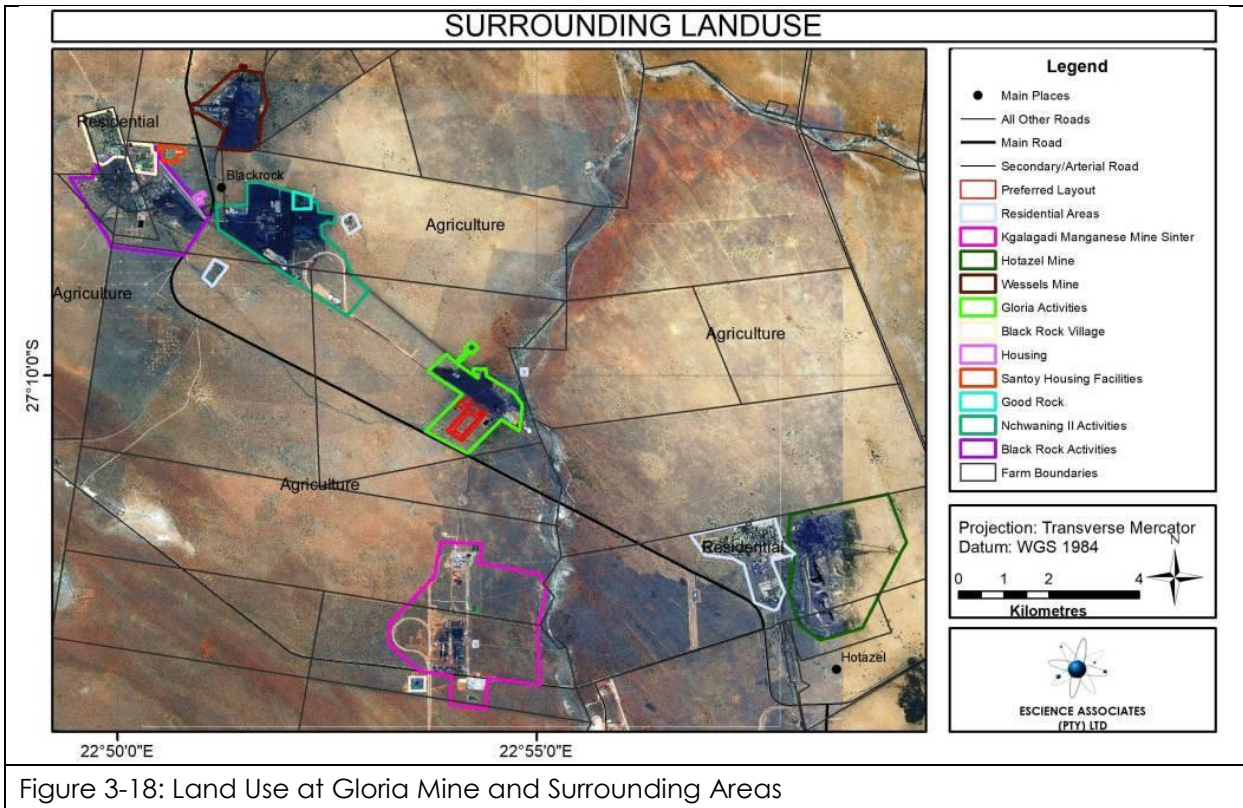 SURROUNDING LANDUSE
Residential
Blackrock
Agriculture
Agriculture
Agriculture
Agriculture
Residential
Hotazel
27°10'0"S
22°50'0"E
22°55'0"E
Legend
Main Places
All Other Roads
Main Road
Secondary/Arterial Road
Preferred Layout
Residential Areas
Kgalagadi Manganese Mine Sinter
Hotazel Mine
Wessels Mine
Gloria Activities
Black Rock Village
Housing
Santoy Housing Facilities
Good Rock
Nchwaning II Activities
Black Rock Activities
Farm Boundaries
Projection: Transverse Mercator
Datum: WGS 1984
N
0 1 2 4
Kilometres
ESCIENCE ASSOCIATES
(PTY) LTD
Figure 3-18: Land Use at Gloria Mine and Surrounding Areas